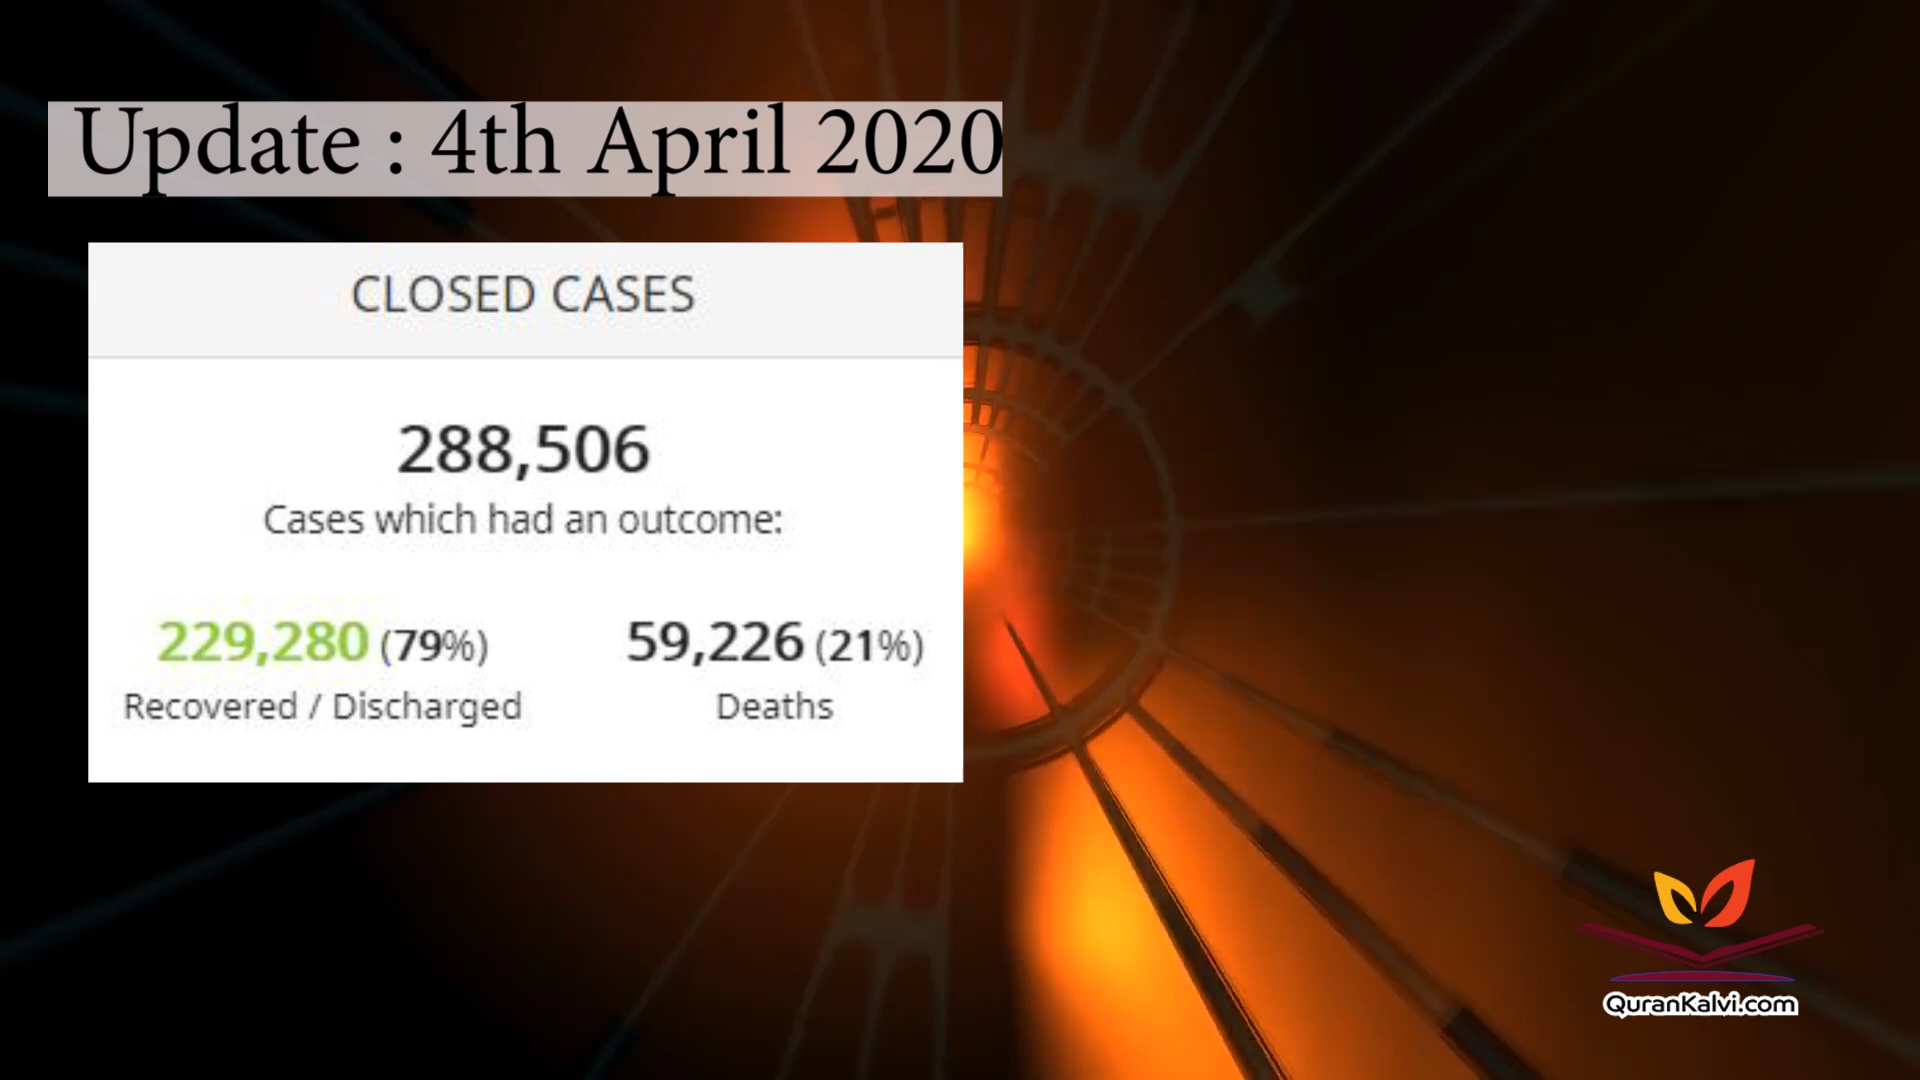 Update : 4th April 2020
CLOSED CASES
288,506
Cases which had an outcome:
229,280 (79%) 59,226 (21%)
Recovered / Discharged Deaths
QuranKalvi.com